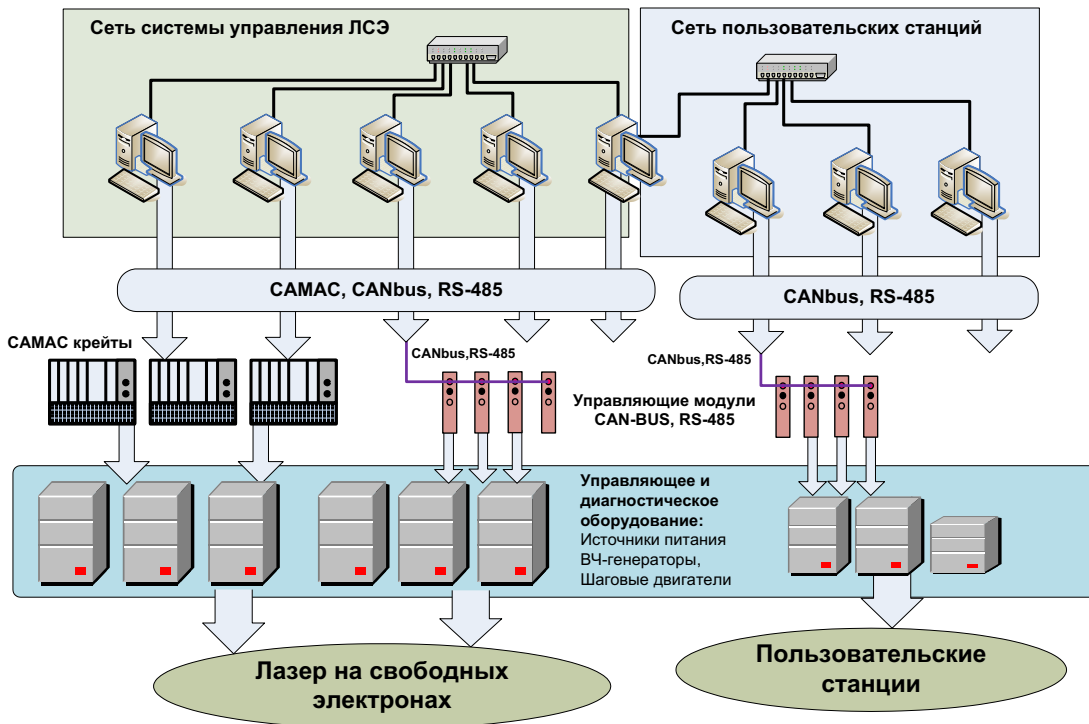 Сеть системы управления ЛСЭ
Сеть пользовательских станций
CAMAC, CANbus, RS-485
CANbus, RS-485
CAMAC крейты
CANbus,RS-485
CANbus,RS-485
Управляющие модули
CAN-BUS, RS-485
Управляющее и
диагностическое
оборудование:
Источники питания
ВЧ-генераторы,
Шаговые двигатели
Лазер на свободных
электронах
Пользовательские
станции